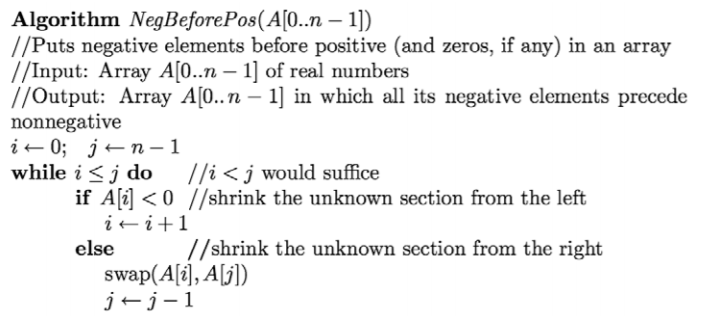 Algorithm NegBeforePos(A[0..n − 1])
//Puts negative elements before positive (and zeros, if any) in an array
//Input: Array A[0..n − 1] of real numbers
//Output: Array A[0..n − 1] in which all its negative elements precede
nonnegative
i ← 0; j ← n − 1
while i ≤ j do //i < j would suffice
if A[i] < 0 //shrink the unknown section from the left
i ← i + 1
else //shrink the unknown section from the right
swap(A[i], A[j])
j ← j − 1